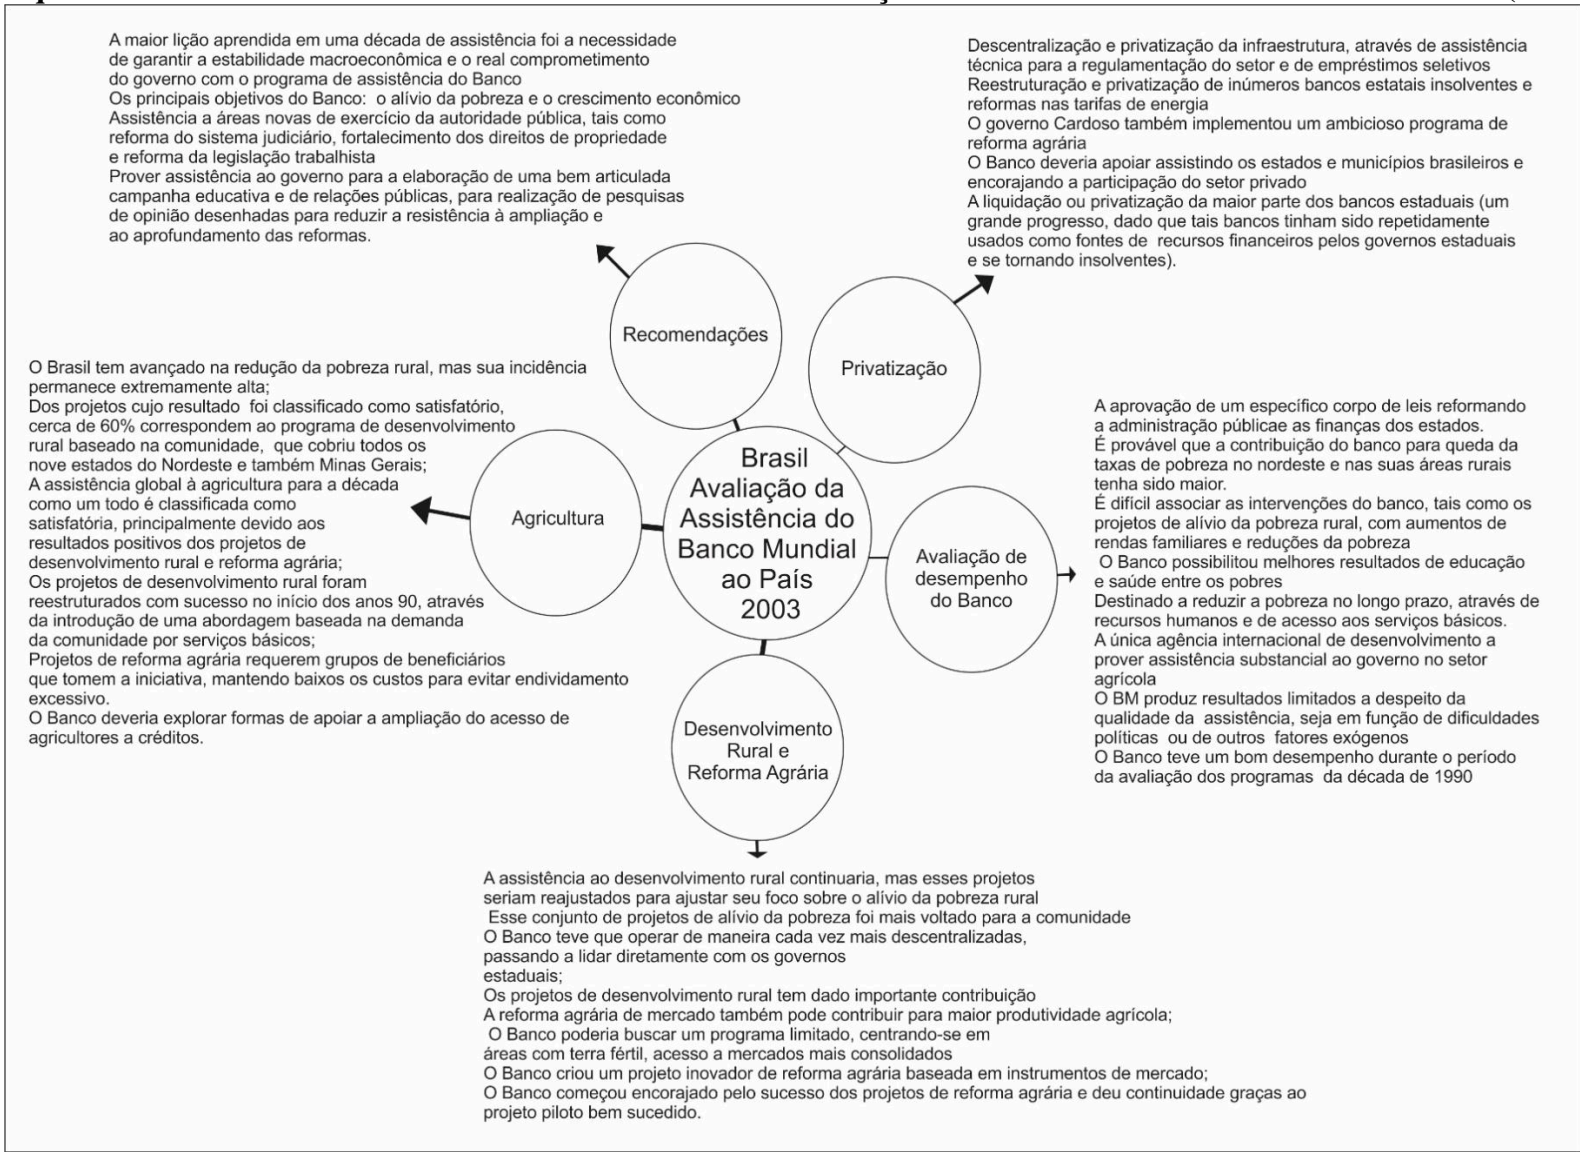 A maior lição aprendida em uma década de assistência foi a necessidade
de garantir a estabilidade macroeconômica e o real comprometimento
do governo com o programa de assistência do Banco
Os principais objetivos do Banco: o alívio da pobreza e o crescimento econômico
Assistência a áreas novas de exercício da autoridade pública, tais como
reforma do sistema judiciário, fortalecimento dos direitos de propriedade
e reforma da legislação trabalhista
Prover assistência ao governo para a elaboração de uma bem articulada
campanha educativa e de relações públicas, para realização de pesquisas
de opinião desenhadas para reduzir a resistência à ampliação e
ao aprofundamento das reformas.
Descentralização e privatização da infraestrutura, através de assistência
técnica para a regulamentação do setor e de empréstimos seletivos
Reestruturação e privatização de inúmeros bancos estatais insolventes e
reformas nas tarifas de energia
O governo Cardoso também implementou um ambicioso programa de
reforma agrária
O Banco deveria apoiar assistindo os estados e municípios brasileiros e
encorajando a participação do setor privado
A liquidação ou privatização da maior parte dos bancos estaduais (um
grande progresso, dado que tais bancos tinham sido repetidamente
usados como fontes de recursos financeiros pelos governos estaduais
e se tornando insolventes).
Recomendações
Privatização
O Brasil tem avançado na redução da pobreza rural, mas sua incidência
permanece extremamente alta;
Dos projetos cujo resultado foi classificado como satisfatório,
cerca de 60% correspondem ao programa de desenvolvimento
rural baseado na comunidade, que cobriu todos os
nove estados do Nordeste e também Minas Gerais;
A assistência global à agricultura para a década
como um todo é classificada como
satisfatória, principalmente devido aos
resultados positivos dos projetos de
desenvolvimento rural e reforma agrária;
Os projetos de desenvolvimento rural foram
reestruturados com sucesso no início dos anos 90, através
da introdução de uma abordagem baseada na demanda
da comunidade por serviços básicos;
Projetos de reforma agrária requerem grupos de beneficiários
que tomem a iniciativa, mantendo baixos os custos para evitar endividamento
excessivo.
O Banco deveria explorar formas de apoiar a ampliação do acesso de
agricultores a créditos.
Agricultura
Brasil
Avaliação da
Assistência do
Banco Mundial
ao País
2003
Avaliação de
desempenho
do Banco
A aprovação de um específico corpo de leis reformando
a administração públicae as finanças dos estados.
É provável que a contribuição do banco para queda da
taxas de pobreza no nordeste e nas suas áreas rurais
tenha sido maior.
É difícil associar as intervenções do banco, tais como os
projetos de alívio da pobreza rural, com aumentos de
rendas familiares e reduções da pobreza
O Banco possibilitou melhores resultados de educação
e saúde entre os pobres
Destinado a reduzir a pobreza no longo prazo, através de
recursos humanos e de acesso aos serviços básicos.
A única agência internacional de desenvolvimento a
prover assistência substancial ao governo no setor
agrícola
O BM produz resultados limitados a despeito da
qualidade da assistência, seja em função de dificuldades
políticas ou de outros fatores exógenos
O Banco teve um bom desempenho durante o período
da avaliação dos programas da década de 1990
Desenvolvimento
Rural e
Reforma Agrária
A assistência ao desenvolvimento rural continuaria, mas esses projetos
seriam reajustados para ajustar seu foco sobre o alívio da pobreza rural
Esse conjunto de projetos de alívio da pobreza foi mais voltado para a comunidade
O Banco teve que operar de maneira cada vez mais descentralizadas,
passando a lidar diretamente com os governos
estaduais;
Os projetos de desenvolvimento rural tem dado importante contribuição
A reforma agrária de mercado também pode contribuir para maior produtividade agrícola;
O Banco poderia buscar um programa limitado, centrando-se em
áreas com terra fértil, acesso a mercados mais consolidados
O Banco criou um projeto inovador de reforma agrária baseada em instrumentos de mercado;
O Banco começou encorajado pelo sucesso dos projetos de reforma agrária e deu continuidade graças ao
projeto piloto bem sucedido.